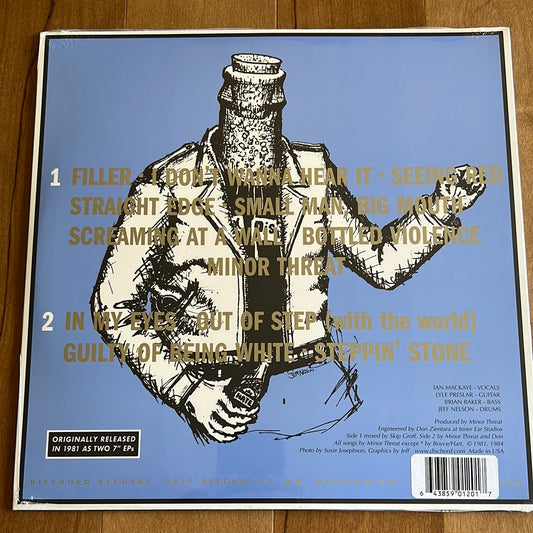 1 FILLER - I DON'T WANNA HEAR IT - SEEING RED
STRAIGHT EDGE - SMALL MAN, BIG MOUTH
SCREAMING AT A WALL - BOTTLED VIOLENCE
MINOR THREAT
2 IN MY EYES - OUT OF STEP (with the world)
GUILTY OF BEING WHITE - STEPPIN' STONE
IAN MACKAYE - VOCALS
LYLE PRESLAR - GUITAR
BRIAN BAKER - BASS
JEFF NELSON - DRUMS
ORIGINALLY RELEASED
IN 1981 AS TWO 7" EPs
Produced by Minor Threat
Engineered by Don Zientara at Inner Ear Studios
Side 1 mixed by Skip Groff, Side 2 by Minor Threat and Don
All songs by Minor Threat except * by Boyce/Hart. © 1981, 1984
Photo by Susie Josephson, Graphics by Jeff www.dischord.com Made in USA
DISCHORD RECORDS 3819 BEECHER ST. NW WASHINGTON
6 43859 01201 7